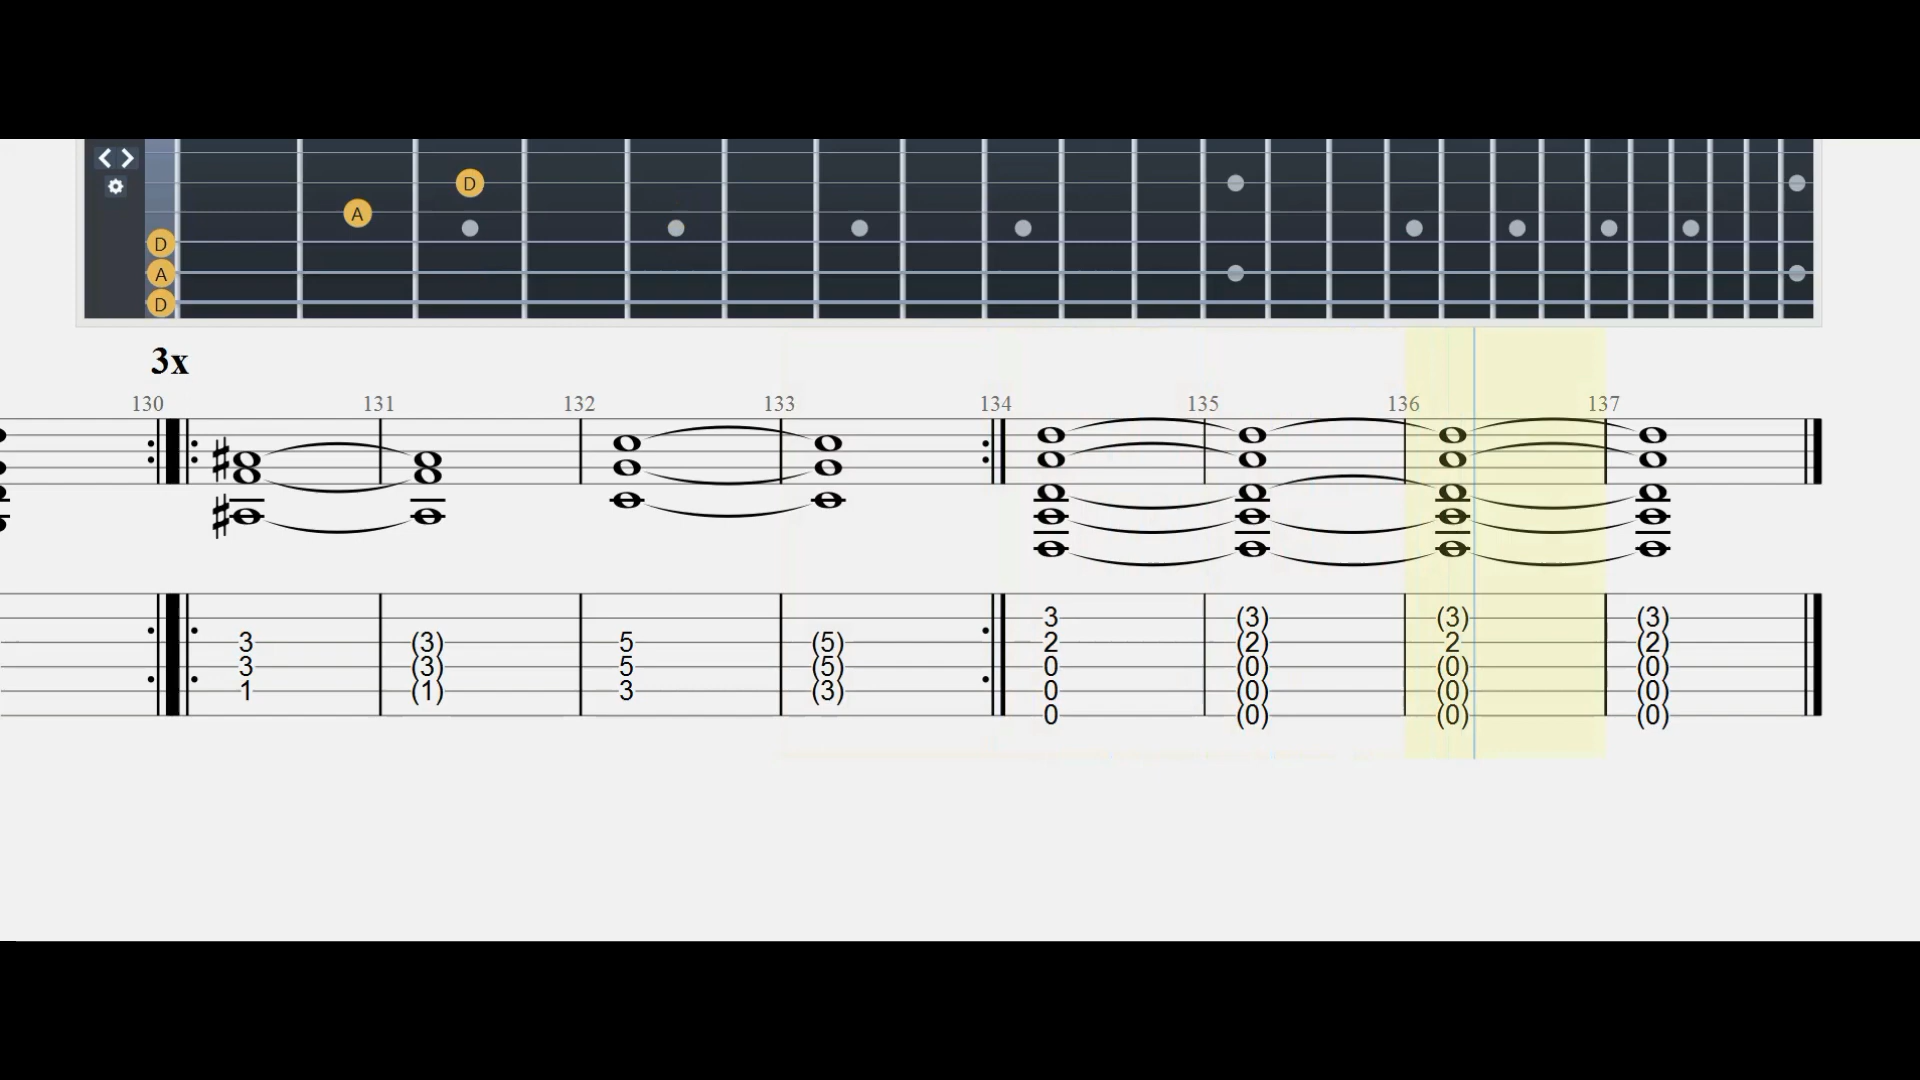 D
A
D
A
D
3x
130 131 132 133 134 135 136 137
3 (3) (3) (3)
3 (3) 5 (5) 2 (2) 2 (2)
3 (3) 5 (5) 0 (0) (0) (0)
1 (1) 3 (3) 0 (0) (0) (0)
0 (0) (0) (0)